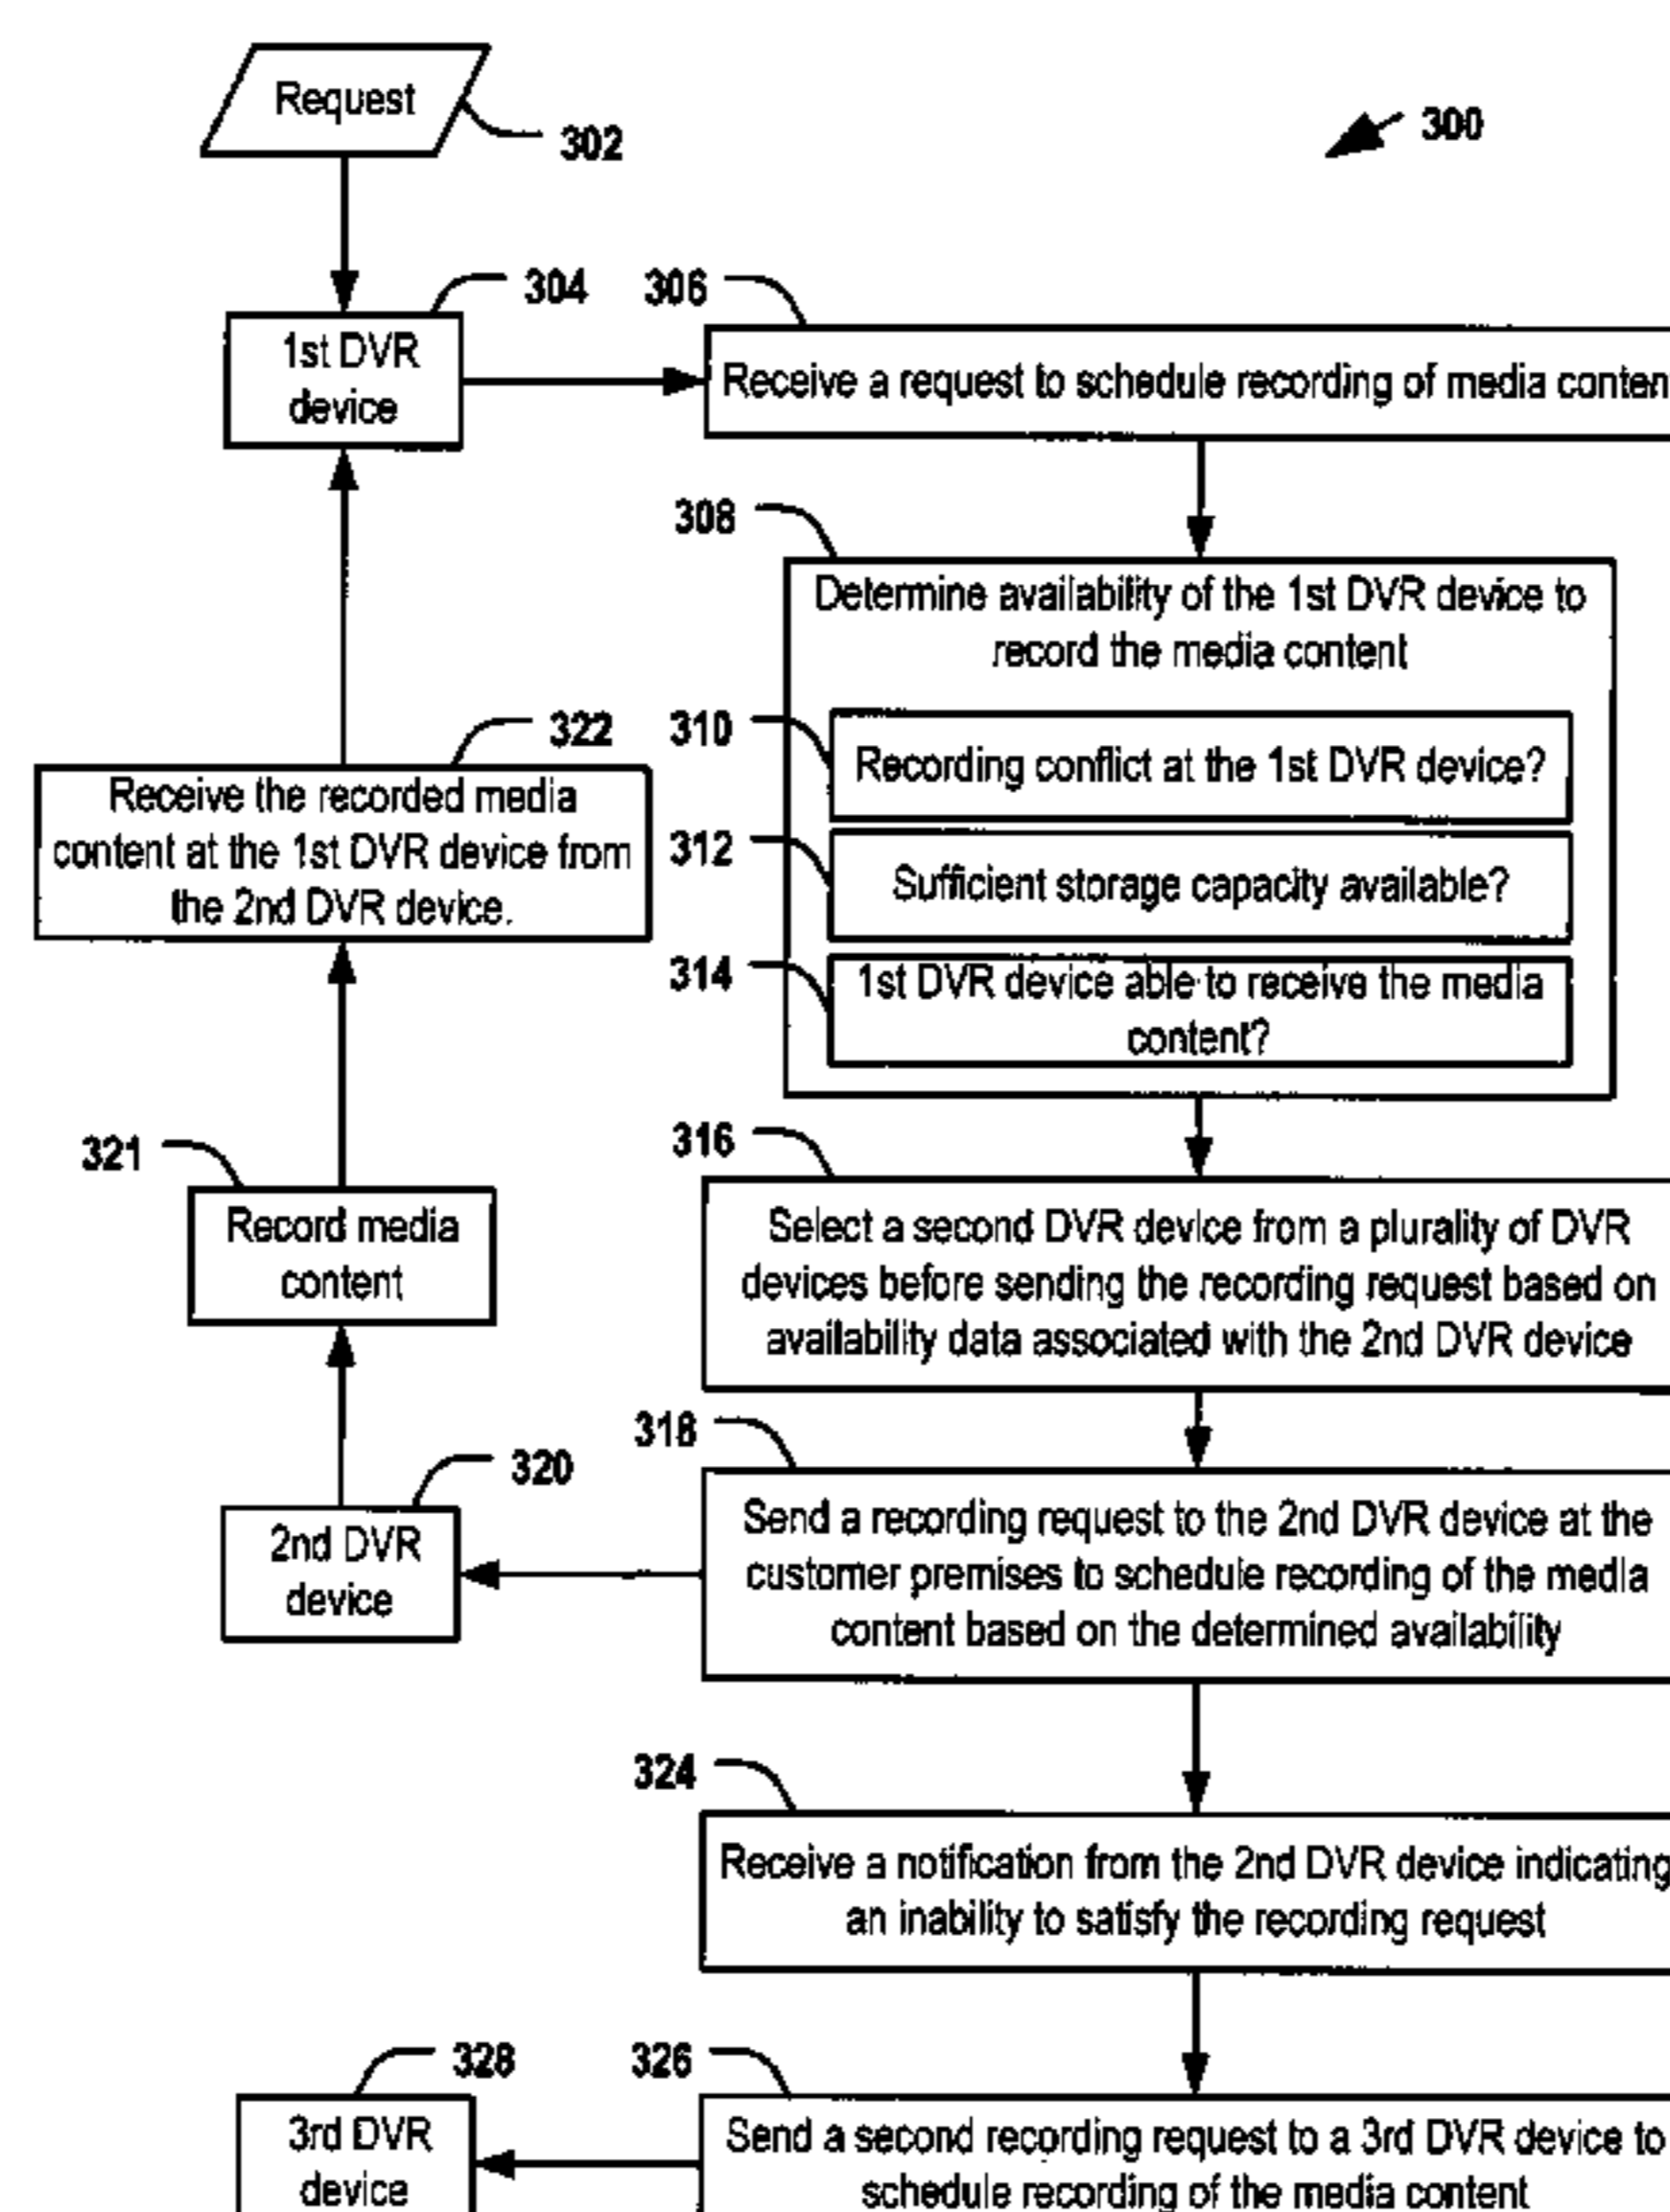 Request
302
300
304
306
1st DVR
device
Receive a request to schedule recording of media content
308
Determine availability of the 1st DVR device to
record the media content
310
Recording conflict at the 1st DVR device?
312
Sufficient storage capacity available?
314
1st DVR device able to receive the media
content?
322
Receive the recorded media
content at the 1st DVR device from
the 2nd DVR device.
316
Select a second DVR device from a plurality of DVR
devices before sending the recording request based on
availability data associated with the 2nd DVR device
321
Record media
content
318
Send a recording request to the 2nd DVR device at the
customer premises to schedule recording of the media
content based on the determined availability
320
2nd DVR
device
324
Receive a notification from the 2nd DVR device indicating
an inability to satisfy the recording request
328
326
3rd DVR
device
Send a second recording request to a 3rd DVR device to
schedule recording of the media content